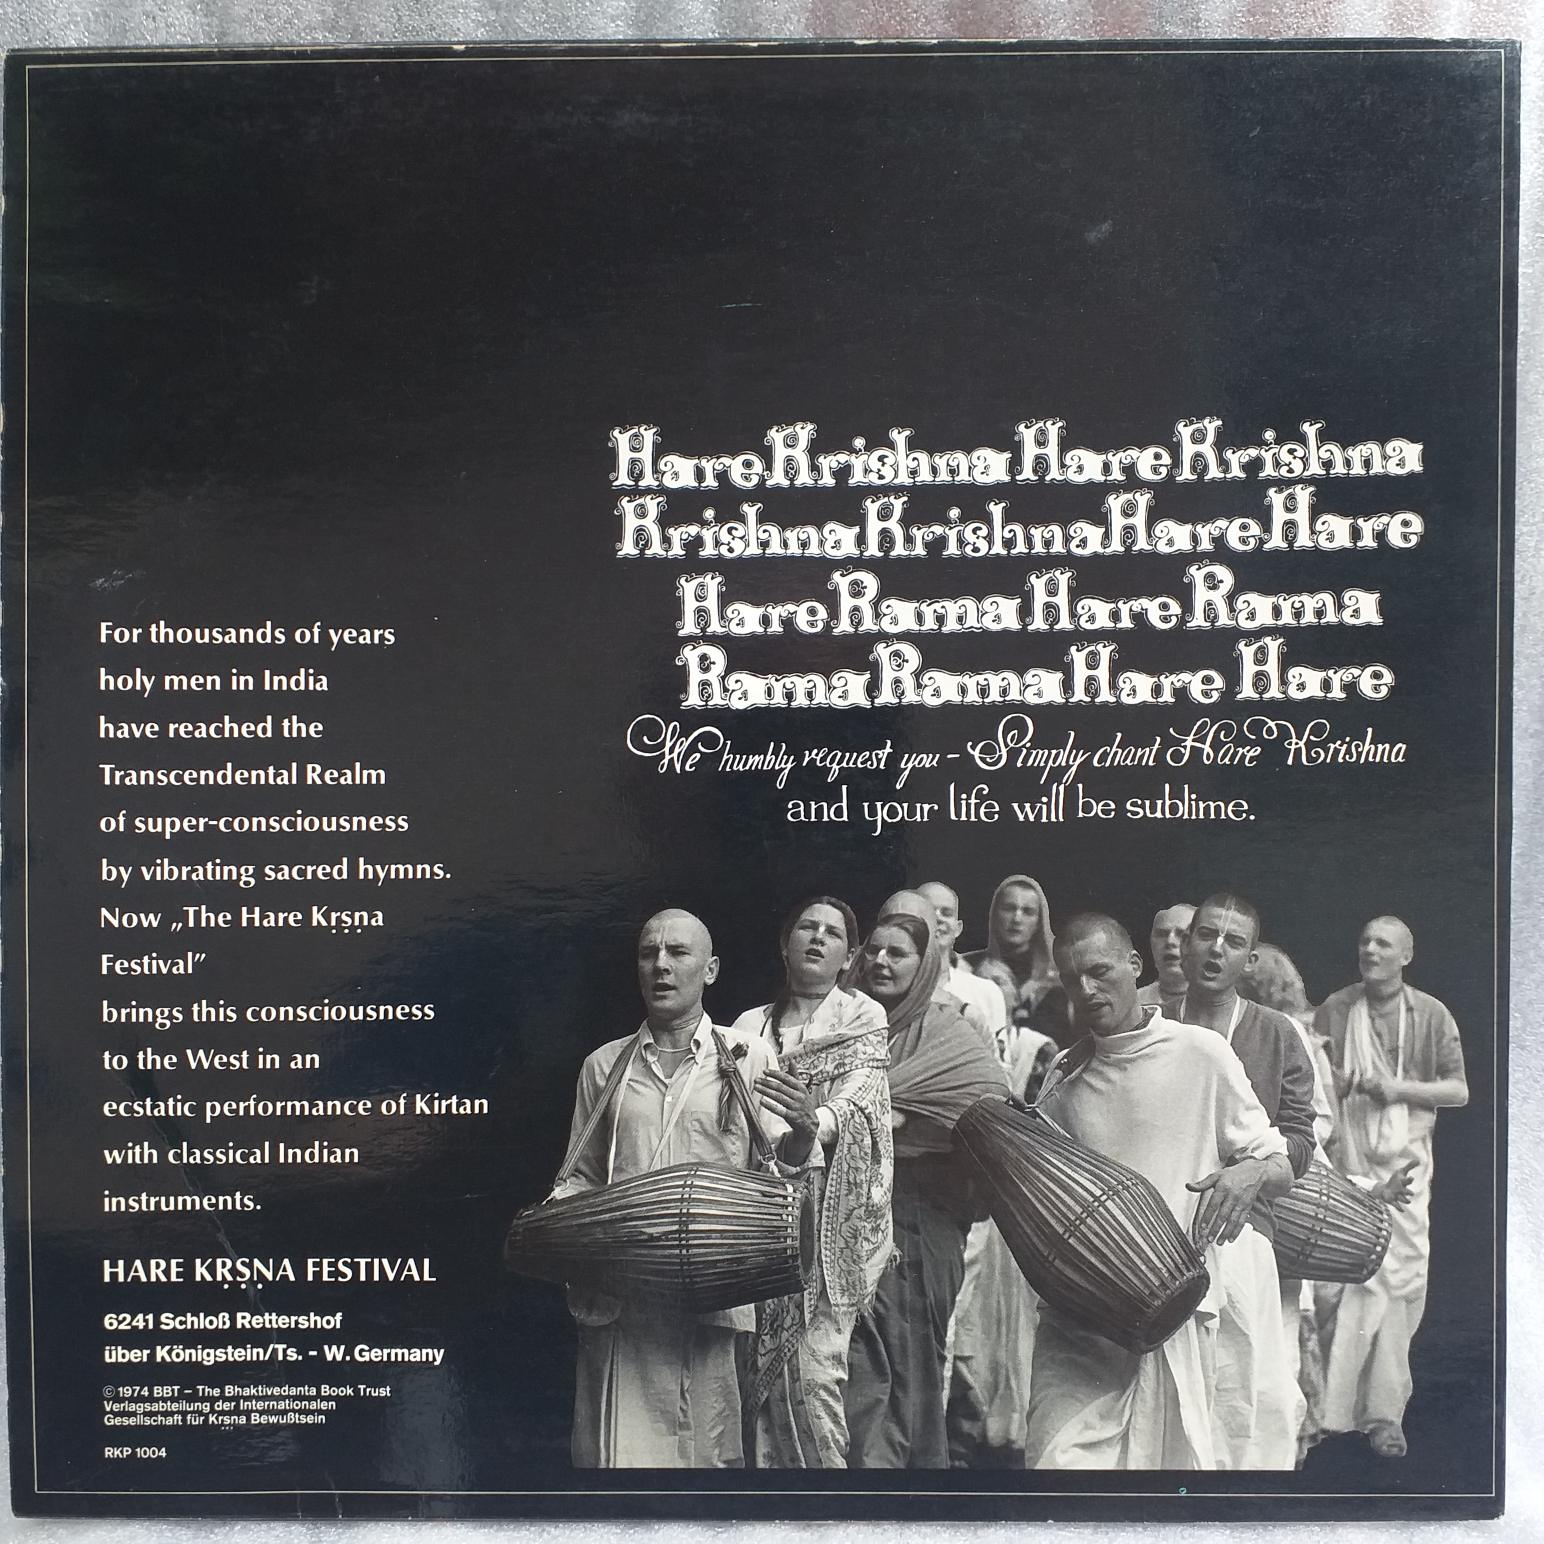 Hare Krishna Hare Krishna
Krishna Krishna Hare Hare
Hare Rama Hare Rama
Rama Rama Hare Hare
We humbly request you - Simply chant Hare Krishna
and your life will be sublime.
For thousands of years
holy men in India
have reached the
Transcendental Realm
of super-consciousness
by vibrating sacred hymns.
Now „The Hare Kṛṣṇa
Festival”
brings this consciousness
to the West in an
ecstatic performance of Kirtan
with classical Indian
instruments.
HARE KṚṢṆA FESTIVAL
6241 Schloß Rettershof
über Königstein/Ts. - W. Germany
© 1974 BBT – The Bhaktivedanta Book Trust
Verlagsabteilung der Internationalen
Gesellschaft für Kṛṣṇa Bewußtsein
RKP 1004